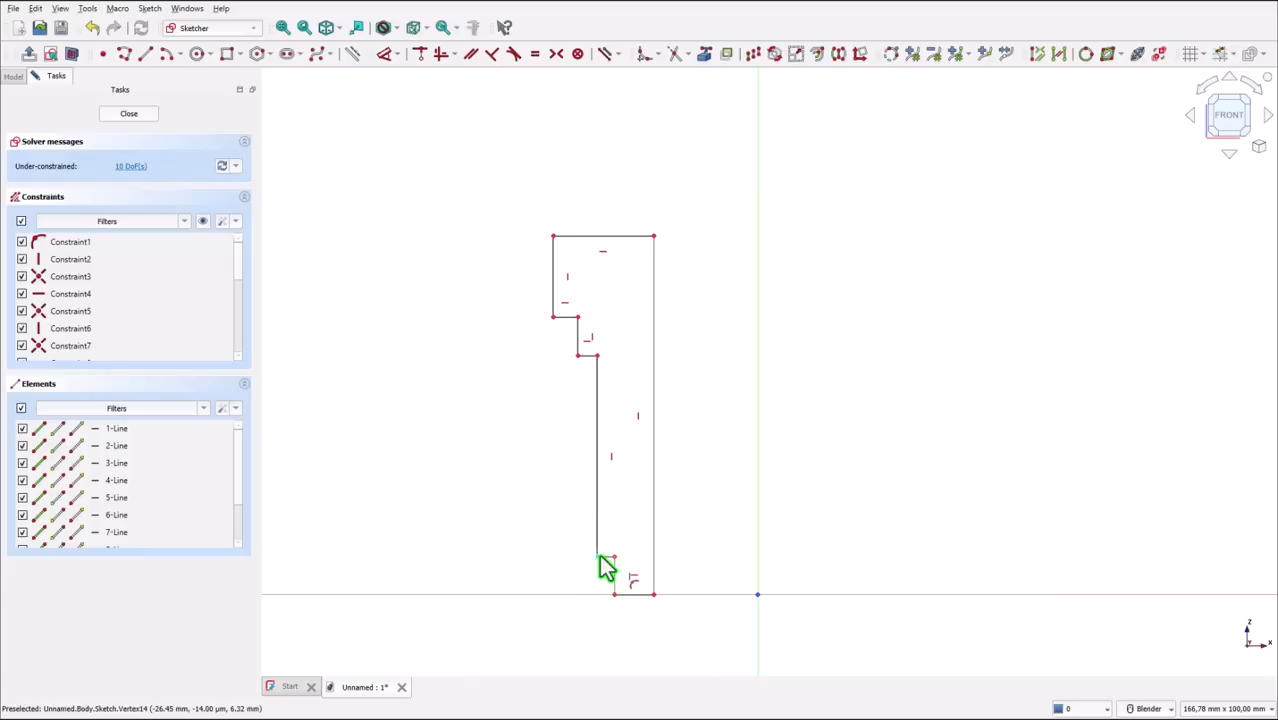 File Edit View Tools Macro Sketch Windows Help
Sketcher
Model Tasks
Tasks
Close
Solver messages
Under-constrained: 10 DoF(s)
Constraints
Filters
Constraint1
Constraint2
Constraint3
Constraint4
Constraint5
Constraint6
Constraint7
Elements
Filters
1-Line
2-Line
3-Line
4-Line
5-Line
6-Line
7-Line
FRONT
Z
Y
X
Start Unnamed : 1*
Preselected: Unnamed.Body.Sketch.Vertex14 (-26.45 mm, -14.00 µm, 6.32 mm) 0 Blender 166,78 mm x 100,00 mm